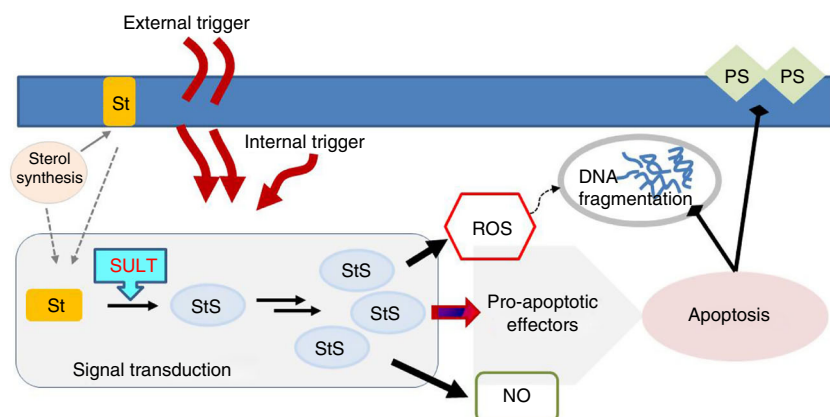 External trigger
St
PS
PS
Internal trigger
Sterol
synthesis
DNA
fragmentation
ROS
SULT
St
StS
StS
StS
StS
Pro-apoptotic
effectors
Apoptosis
Signal transduction
NO